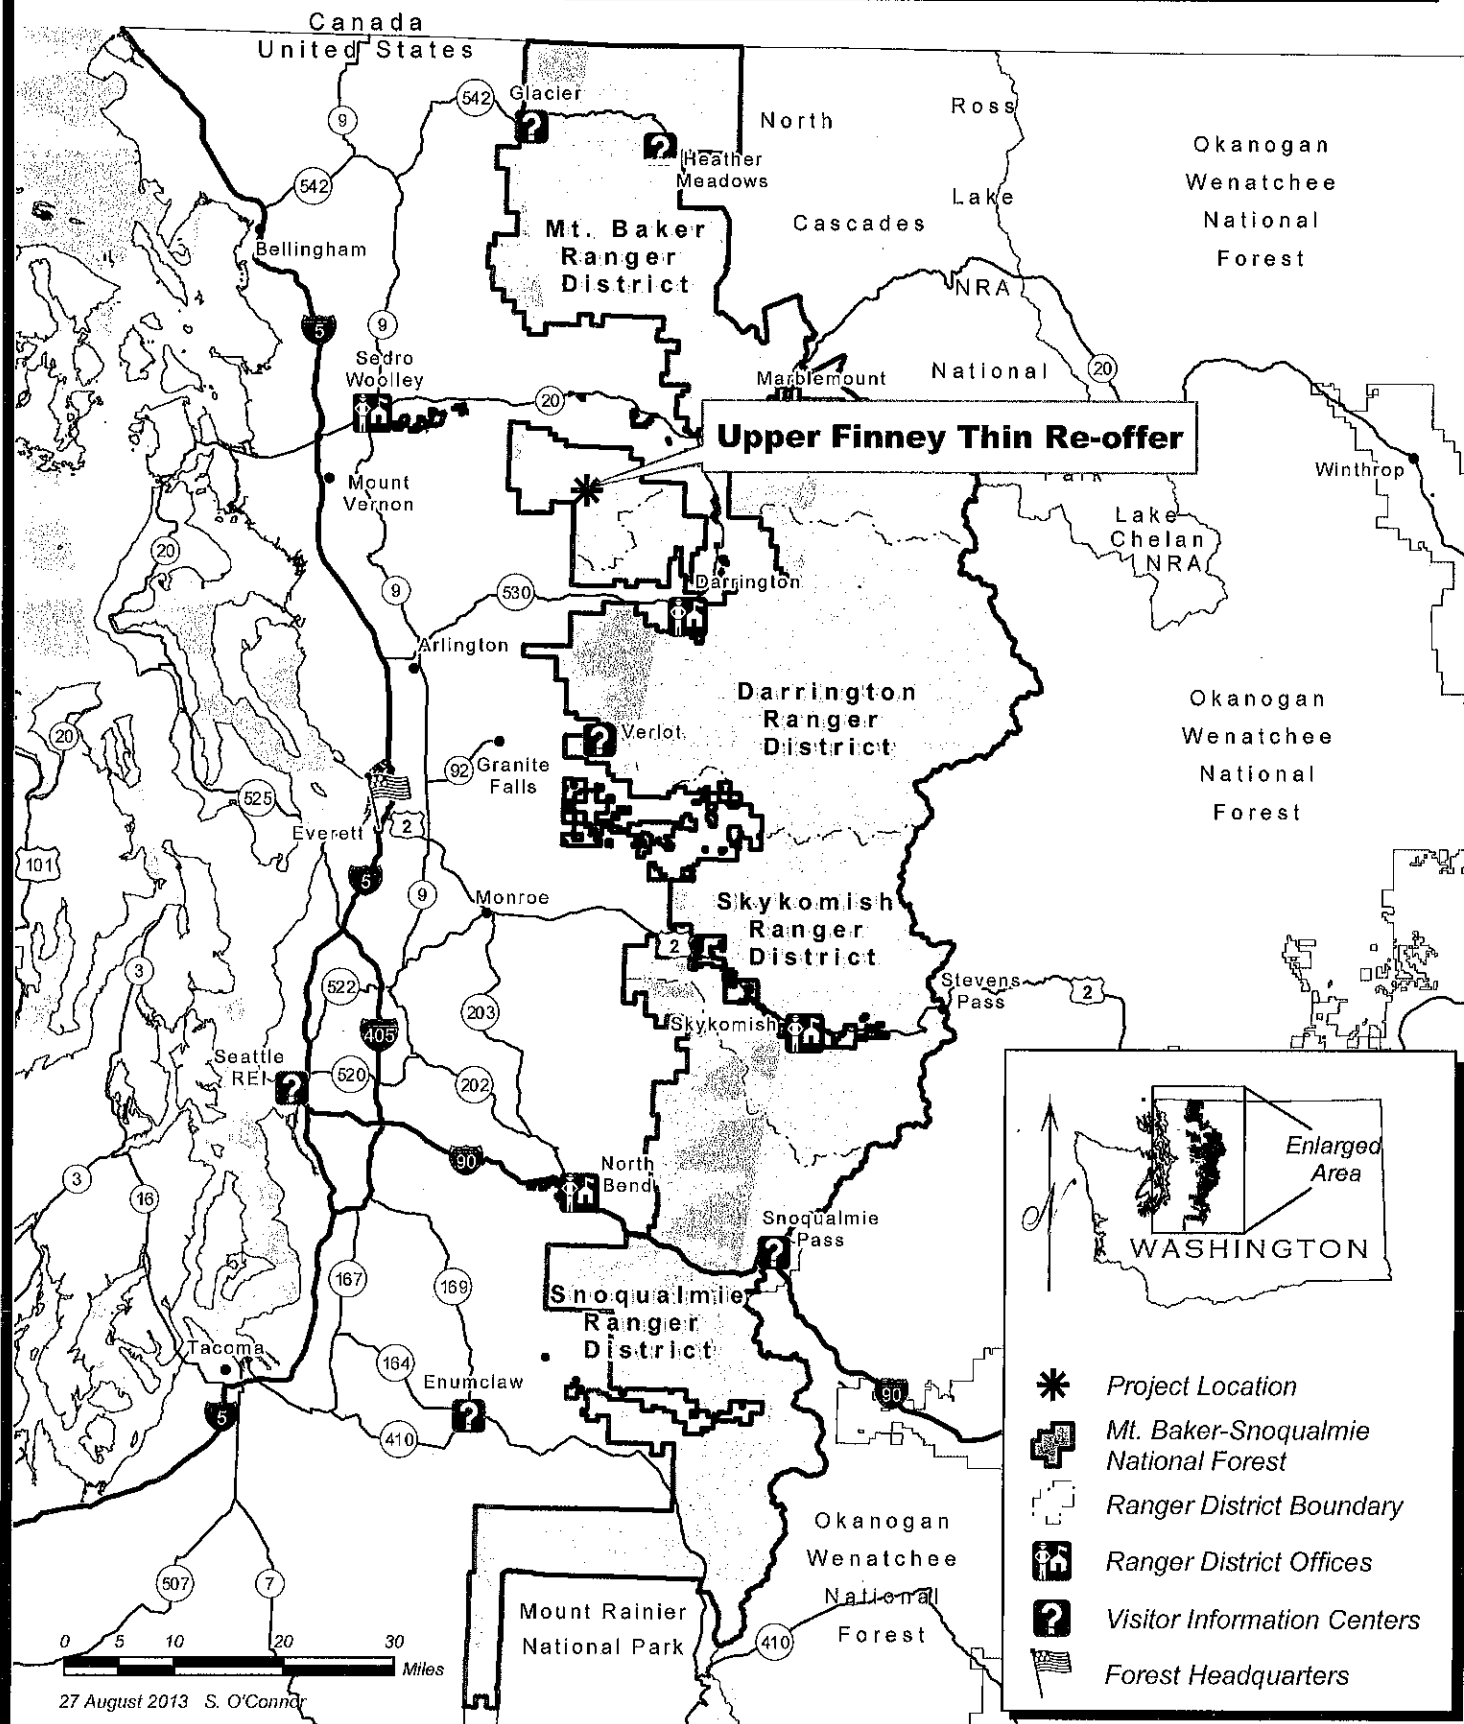 Canada
United States
542
Glacier
9
North
Ross
Okanogan
Wenatchee
National
Forest
Heather
Meadows
542
Lake
Cascades
Mt. Baker
Ranger
District
Bellingham
NRA
5
9
Sedro
Woolley
20
Marblemount
National
20
Upper Finney Thin Re-offer
Park
Winthrop
Mount
Vernon
Lake
Chelan
NRA
20
9
530
Darrington
Arlington
Darrington
Ranger
District
Okanogan
Wenatchee
National
Forest
20
Verlot
92
Granite
Falls
525
Everett
2
101
5
9
Monroe
Skykomish
Ranger
District
2
3
522
203
Stevens
Pass
2
405
Skykomish
Seattle
REI
520
202
90
North
Bend
3
16
Snoqualmie
Pass
167
169
Snoqualmie
Ranger
District
Tacoma
164
Enumclaw
90
5
410
Okanogan
Wenatchee
National
Forest
507
7
Mount Rainier
National Park
410
0 5 10 20 30
Miles
27 August 2013 S. O'Connor
Enlarged
Area
WASHINGTON
Project Location
Mt. Baker-Snoqualmie
National Forest
Ranger District Boundary
Ranger District Offices
Visitor Information Centers
Forest Headquarters